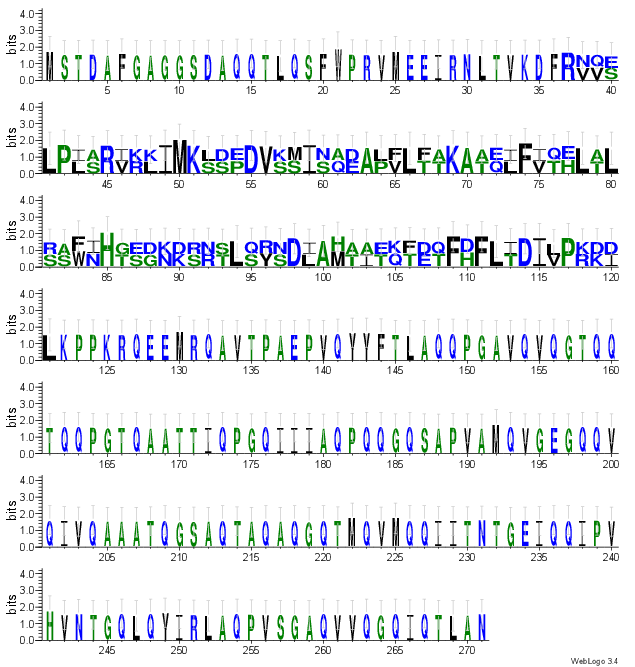 4.0
3.0
2.0
1.0
0.0
bits
MSTDAFGAGGSDAQQTLQSFWPRVMEEIRNLTVKDFRNQE
VVS
5 10 15 20 25 30 35 40
4.0
3.0
2.0
1.0
0.0
bits
LPIARIKKIMKLDEDVKMINADALFLFAKAAEIFIQELAL
5 50 55 60 65 70 75 80
4.0
3.0
2.0
1.0
0.0
bits
RAFIHGEDKDRNSLQRNDIAHAAEKFDQFDFLIDIVPKDD
85 90 95 100 105 110 115 120
4.0
3.0
2.0
1.0
0.0
bits
LKPPKRQEEMRQAVTPAEPVQYYFTLAQQPGAVQVQGTQQ
125 130 135 140 145 150 155 160
4.0
3.0
2.0
1.0
0.0
bits
TQQPGTQAATTIQPGQIIIAQPQQGQSAPVAMQVGEGQQV
165 170 175 180 185 190 195 200
4.0
3.0
2.0
1.0
0.0
bits
QIVQAAATQGSAQTAQAQGQTMQVMQQIITNTGEIQQIPV
205 210 215 220 225 230 235 240
4.0
3.0
2.0
1.0
0.0
bits
HVNTGQLQYIRLAQPVSGAQVVQGQIQTLAN
245 250 255 260 265 270
WebLogo 3.4